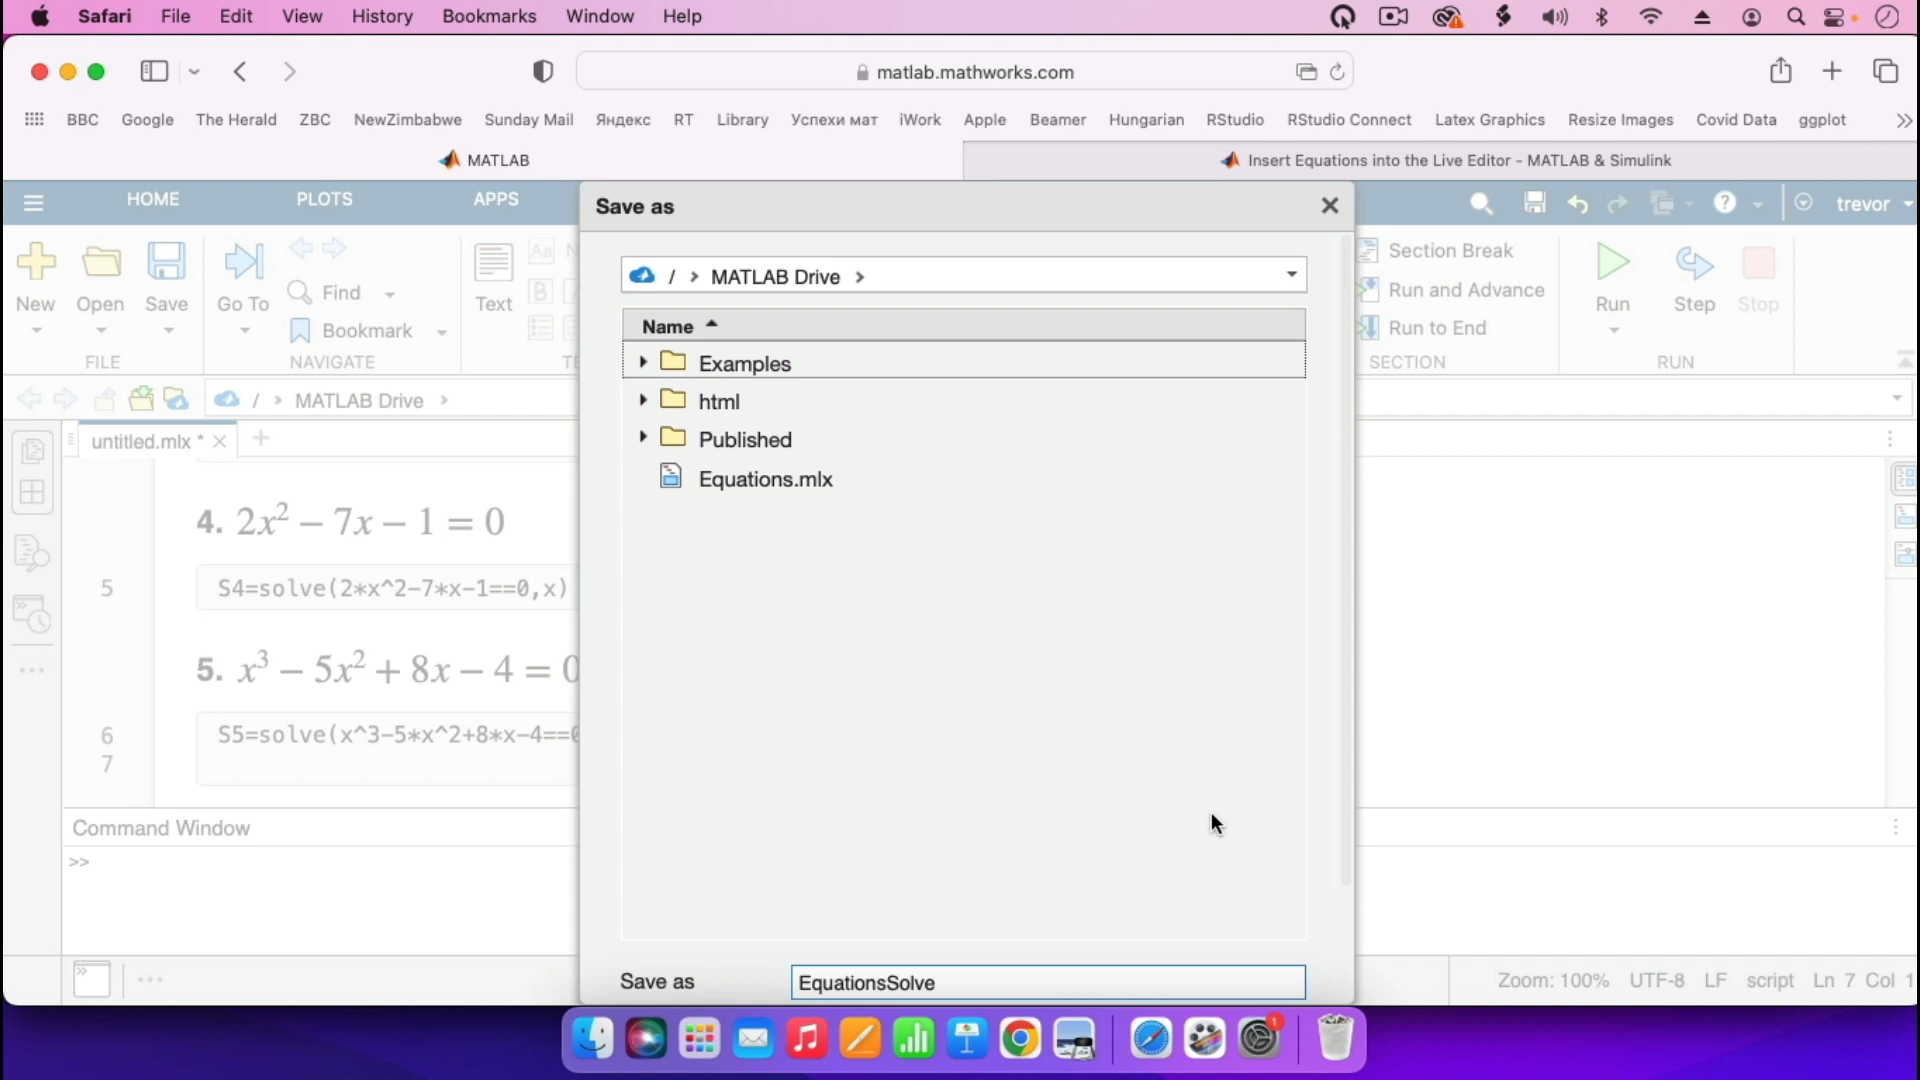 Safari File Edit View History Bookmarks Window Help
matlab.mathworks.com
BBC Google The Herald ZBC NewZimbabwe Sunday Mail Яндекс RT Library Успехи мат iWork Apple Beamer Hungarian RStudio RStudio Connect Latex Graphics Resize Images Covid Data ggplot
MATLAB
Insert Equations into the Live Editor - MATLAB & Simulink
HOME PLOTS APPS
trevor
Save as
/ > MATLAB Drive >
Name
Examples
html
Published
Equations.mlx
Save as EquationsSolve
New Open Save Go To
Find
Bookmark
Text
Aa
B
FILE NAVIGATE
Section Break
Run and Advance
Run to End
SECTION
Run Step Stop
RUN
/ > MATLAB Drive >
untitled.mlx *
4. 2x² − 7x − 1 = 0
5 S4=solve(2*x^2-7*x-1==0,x)
5. x³ − 5x² + 8x − 4 = 0
6 S5=solve(x^3-5*x^2+8*x-4==0
7
Command Window
>>
Zoom: 100% UTF-8 LF script Ln 7 Col 1
1